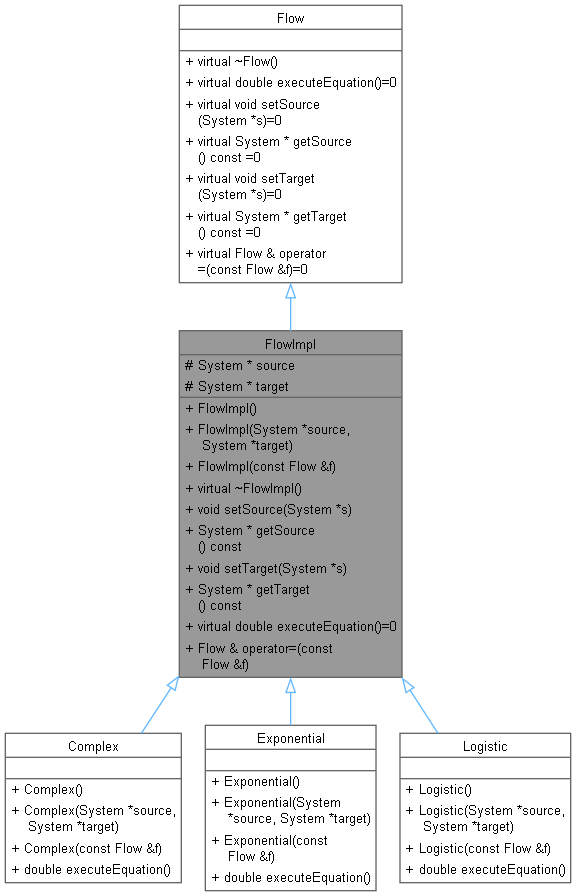 Flow
+ virtual ~Flow()
+ virtual double executeEquation()=0
+ virtual void setSource
(System *s)=0
+ virtual System * getSource
() const =0
+ virtual void setTarget
(System *s)=0
+ virtual System * getTarget
() const =0
+ virtual Flow & operator
=(const Flow &f)=0
FlowImpl
# System * source
# System * target
+ FlowImpl()
+ FlowImpl(System *source,
System *target)
+ FlowImpl(const Flow &f)
+ virtual ~FlowImpl()
+ void setSource(System *s)
+ System * getSource
() const
+ void setTarget(System *s)
+ System * getTarget
() const
+ virtual double executeEquation()=0
+ Flow & operator=(const
Flow &f)
Complex
+ Complex()
+ Complex(System *source,
System *target)
+ Complex(const Flow &f)
+ double executeEquation()
Exponential
+ Exponential()
+ Exponential(System
*source, System *target)
+ Exponential(const
Flow &f)
+ double executeEquation()
Logistic
+ Logistic()
+ Logistic(System *source,
System *target)
+ Logistic(const Flow &f)
+ double executeEquation()